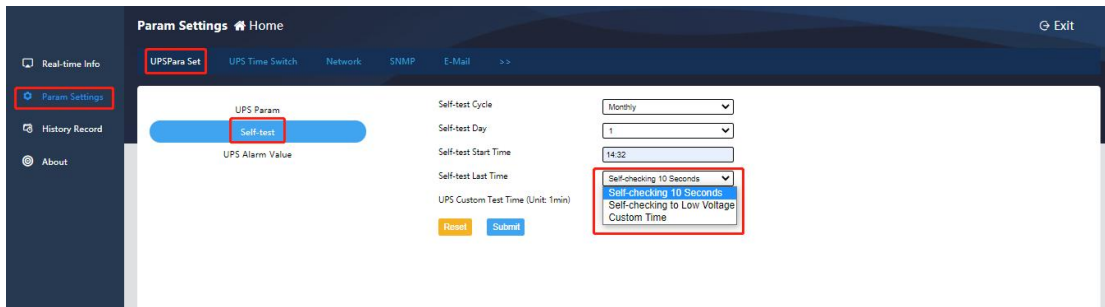 Param Settings Home
Exit
Real-time Info
Param Settings
History Record
About
UPSPara Set UPS Time Switch Network SNMP E-Mail >>
UPS Param
Self-test
UPS Alarm Value
Self-test Cycle Monthly
Self-test Day 1
Self-test Start Time 14:32
Self-test Last Time Self-checking 10 Seconds
Self-checking 10 Seconds
Self-checking to Low Voltage
Custom Time
UPS Custom Test Time (Unit: 1min)
Reset Submit